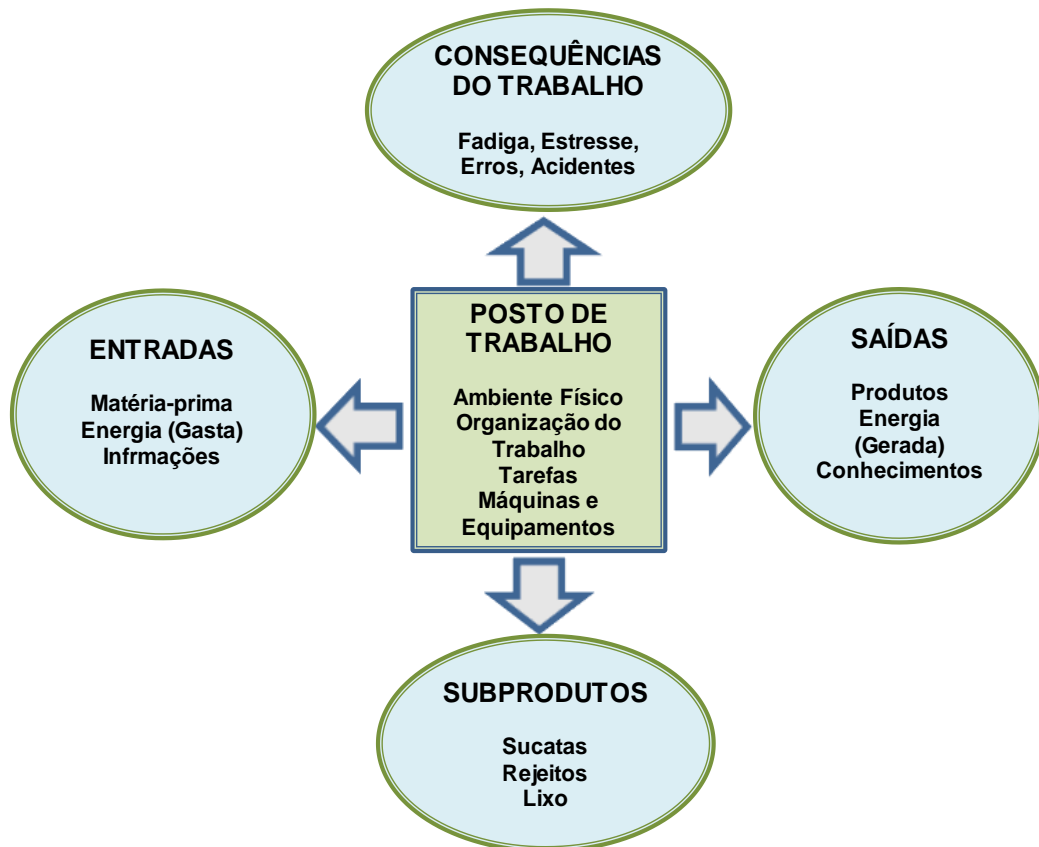 CONSEQUÊNCIAS
DO TRABALHO
Fadiga, Estresse,
Erros, Acidentes
ENTRADAS
Matéria-prima
Energia (Gasta)
Infrmações
POSTO DE
TRABALHO
Ambiente Físico
Organização do
Trabalho
Tarefas
Máquinas e
Equipamentos
SAÍDAS
Produtos
Energia
(Gerada)
Conhecimentos
SUBPRODUTOS
Sucatas
Rejeitos
Lixo